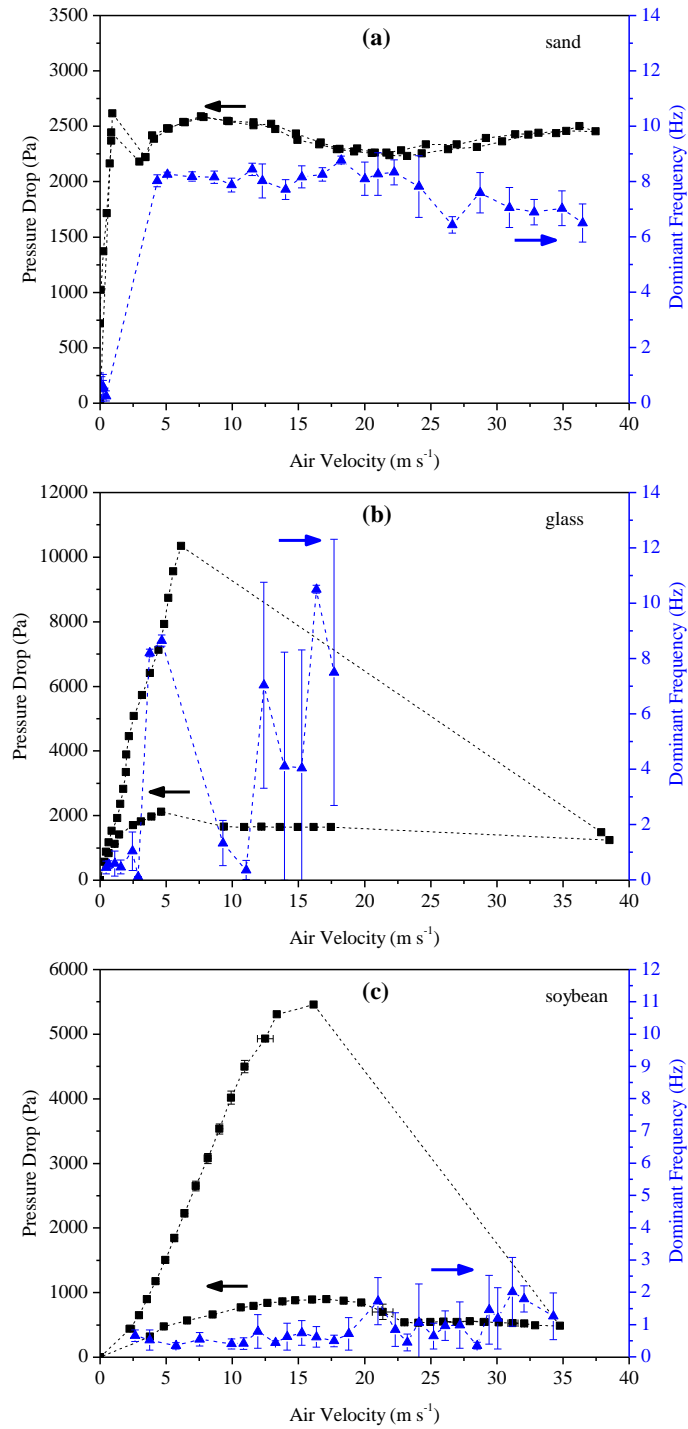 (a)
sand
Pressure Drop (Pa)
3500
3000
2500
2000
1500
1000
500
0
14
12
10
8
6
4
2
0
Dominant Frequency (Hz)
0 5 10 15 20 25 30 35 40
Air Velocity (m s⁻¹)
(b)
glass
Pressure Drop (Pa)
12000
10000
8000
6000
4000
2000
0
14
12
10
8
6
4
2
0
Dominant Frequency (Hz)
0 5 10 15 20 25 30 35 40
Air Velocity (m s⁻¹)
(c)
soybean
Pressure Drop (Pa)
6000
5000
4000
3000
2000
1000
0
12
11
10
9
8
7
6
5
4
3
2
1
0
Dominant Frequency (Hz)
0 5 10 15 20 25 30 35 40
Air Velocity (m s⁻¹)